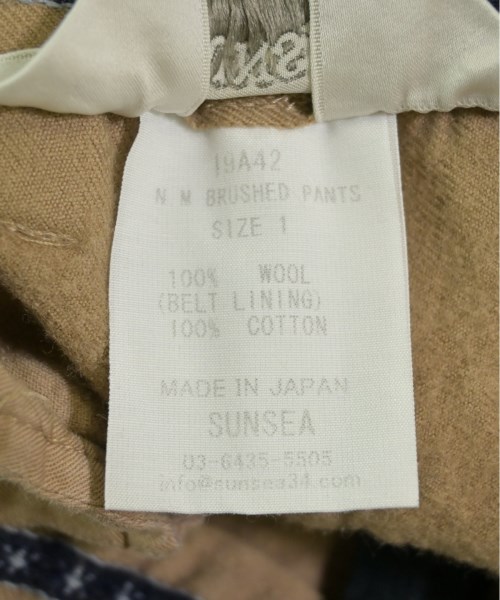 19A42
N M BRUSHED PANTS
SIZE 1
100% WOOL
(BELT LINING)
100% COTTON
MADE IN JAPAN
SUNSEA
03-6435-5505
info@sunsea34.com